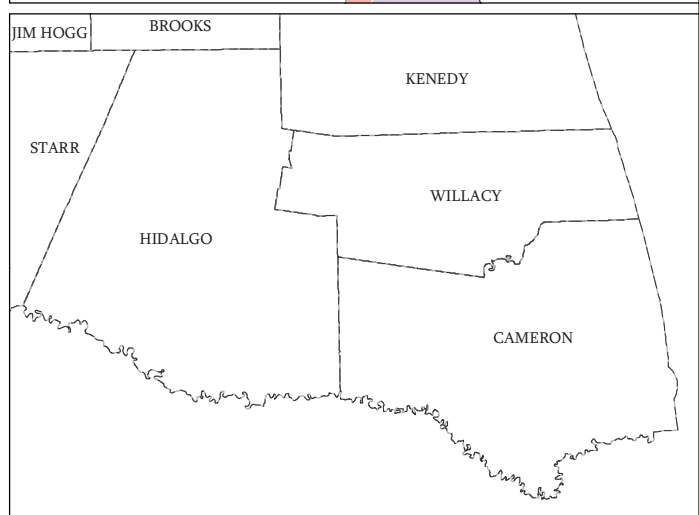 JIM HOGG
BROOKS
KENEDY
STARR
WILLACY
HIDALGO
CAMERON